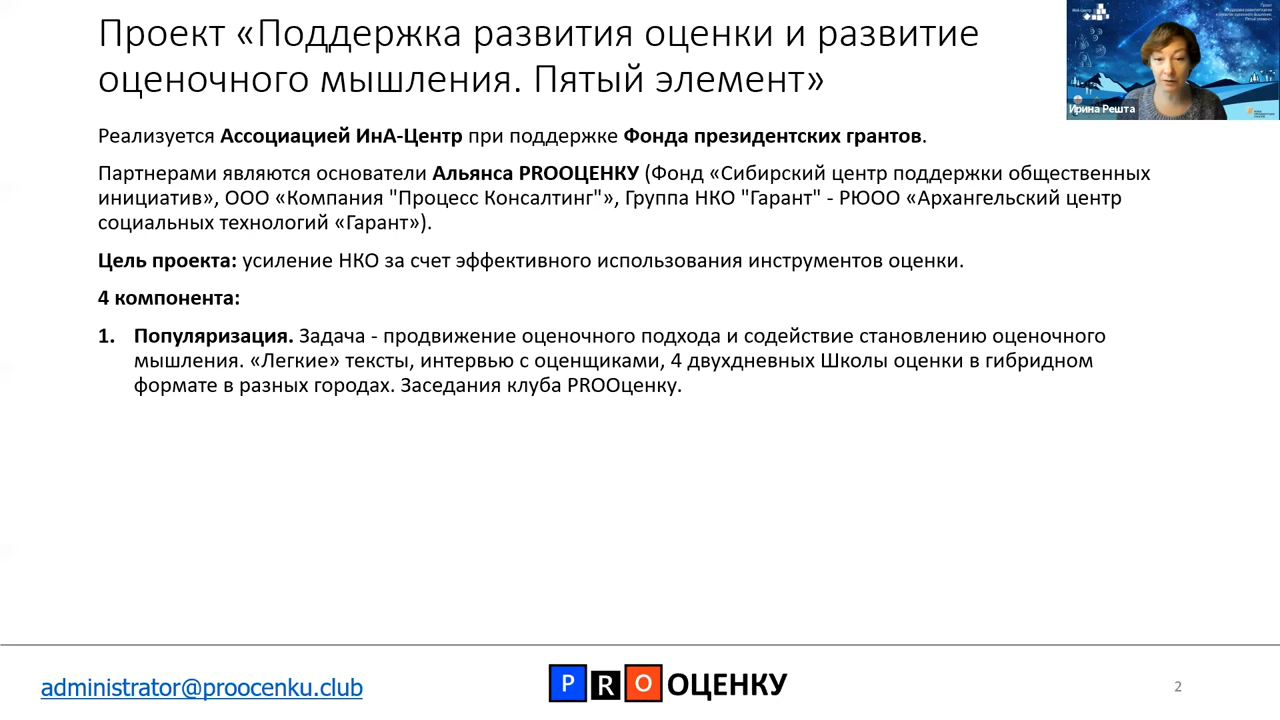 Проект «Поддержка развития оценки и развитие
оценочного мышления. Пятый элемент»
Ирина Решта
Реализуется Ассоциацией ИнА-Центр при поддержке Фонда президентских грантов.
Партнерами являются основатели Альянса PROОЦЕНКУ (Фонд «Сибирский центр поддержки общественных
инициатив», ООО «Компания "Процесс Консалтинг"», Группа НКО "Гарант" - РЮОО «Архангельский центр
социальных технологий «Гарант»).
Цель проекта: усиление НКО за счет эффективного использования инструментов оценки.
4 компонента:
1. Популяризация. Задача - продвижение оценочного подхода и содействие становлению оценочного
мышления. «Легкие» тексты, интервью с оценщиками, 4 двухдневных Школы оценки в гибридном
формате в разных городах. Заседания клуба PROОценку.
administrator@proocenku.club
PRO ОЦЕНКУ
2